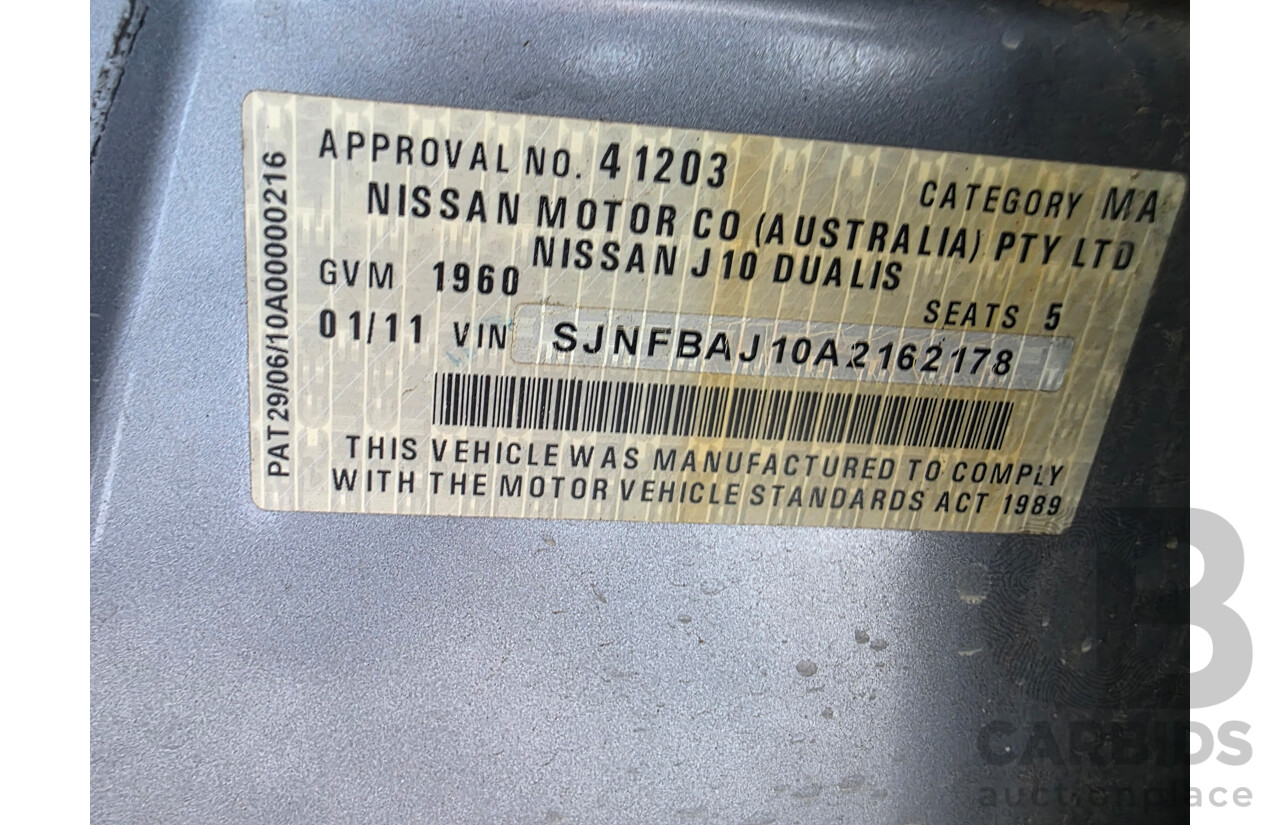 PAT29/06/10A0000216
APPROVAL NO. 41203
CATEGORY MA
NISSAN MOTOR CO (AUSTRALIA) PTY LTD
NISSAN J10 DUALIS
GVM 1960
SEATS 5
01/11 VIN SJNFBAJ10A2162178
THIS VEHICLE WAS MANUFACTURED TO COMPLY
WITH THE MOTOR VEHICLE STANDARDS ACT 1989
CARBIDS
auctionplace